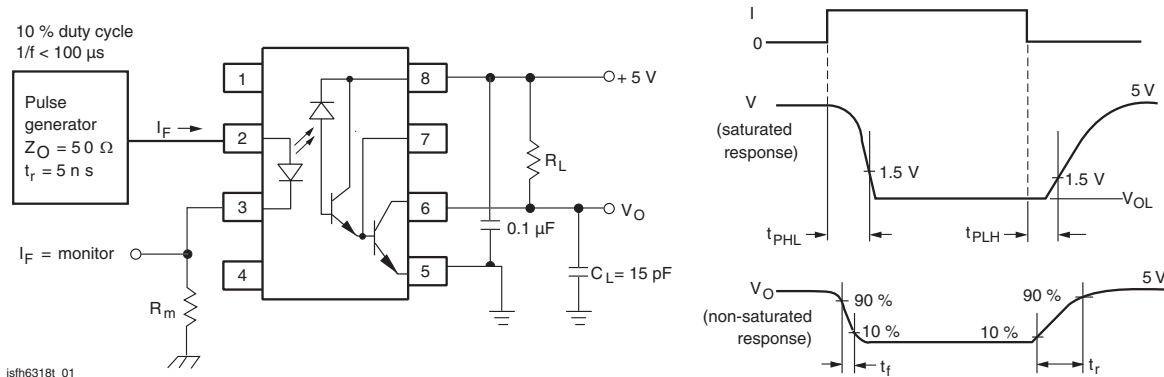 10 % duty cycle
1/f < 100 µs
Pulse
generator
Z_O = 50 Ω
t_r = 5 n s
I_F
1
2
3
4
8
7
6
5
+ 5 V
R_L
V_O
0.1 µF
C_L = 15 pF
I_F = monitor
R_m
isfh6318t_01
I
0
V
(saturated
response)
5 V
1.5 V
1.5 V
V_OL
t_PHL
t_PLH
V_O
(non-saturated
response)
90 %
10 %
10 %
90 %
5 V
t_f
t_r